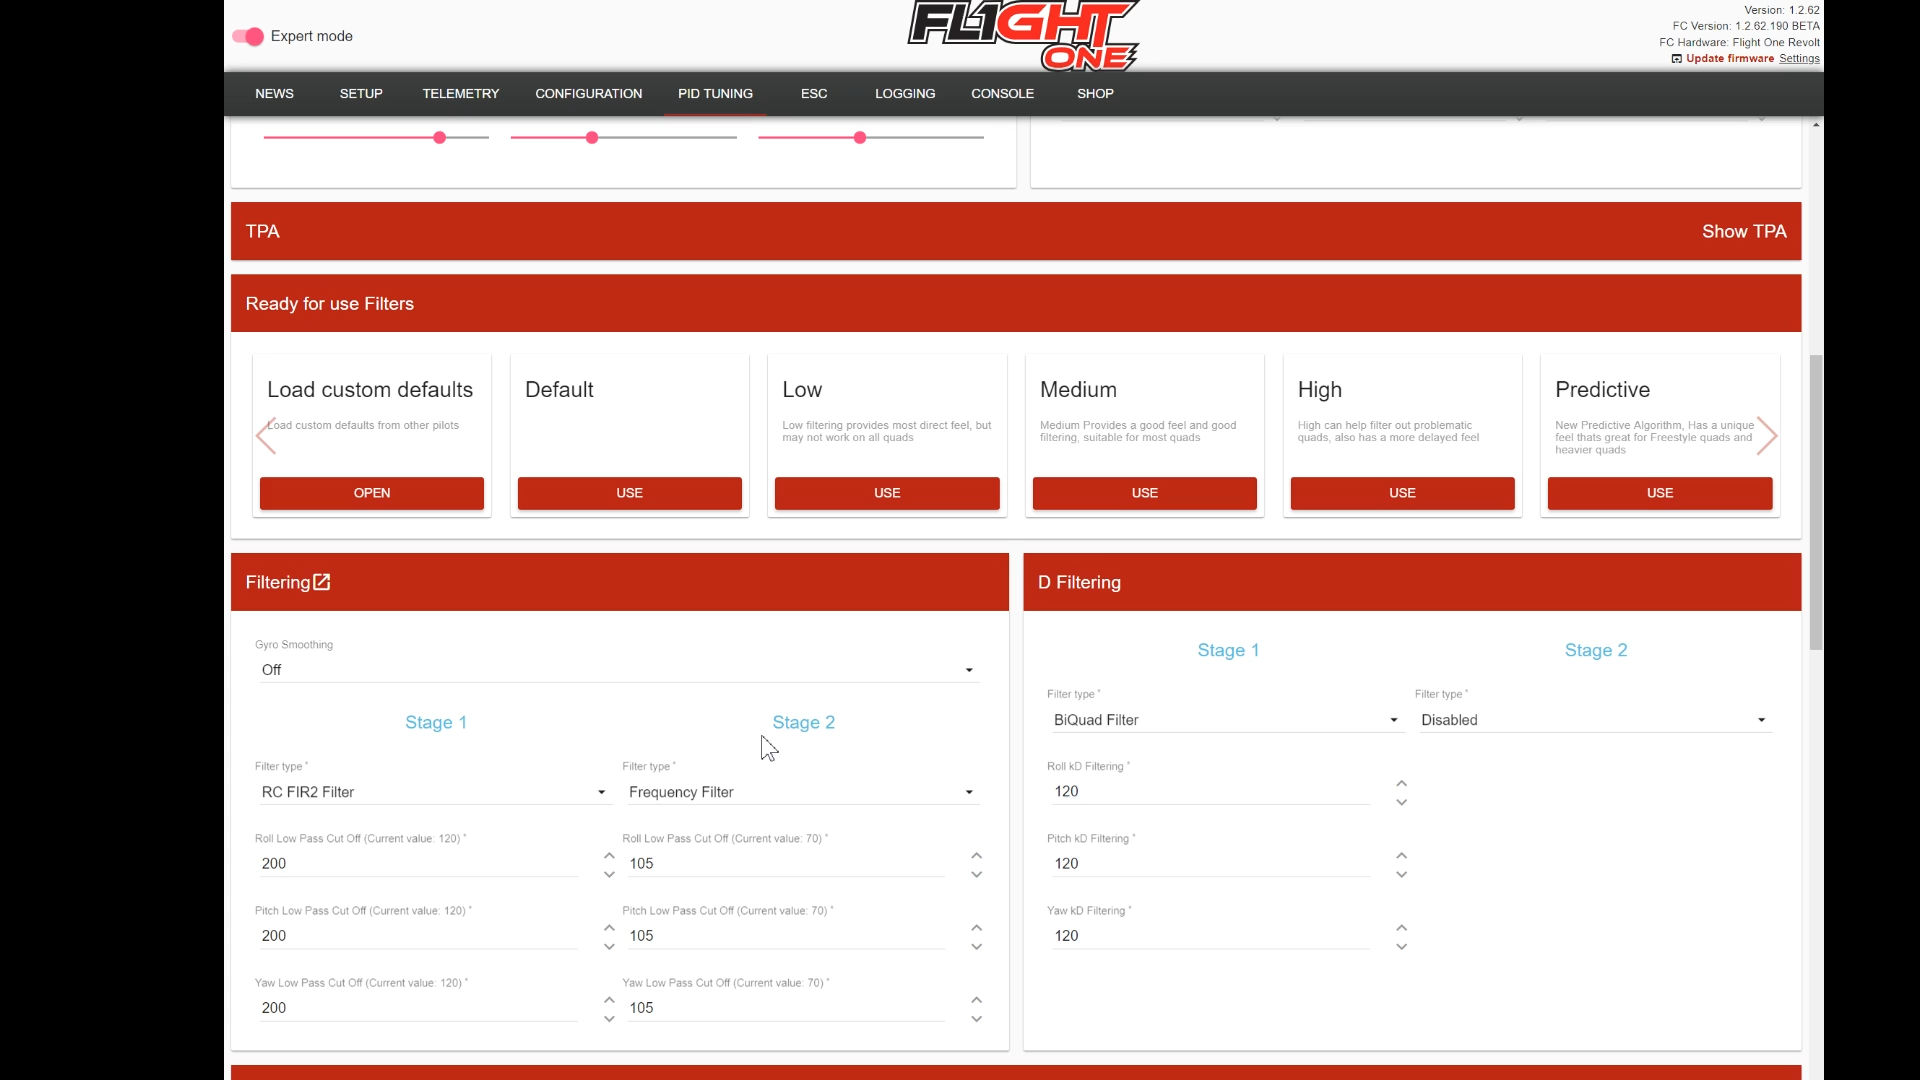 Expert mode
FL1GHT
ONE
Version: 1.2.62
FC Version: 1.2.62.190 BETA
FC Hardware: Flight One Revolt
Update firmware Settings
NEWS SETUP TELEMETRY CONFIGURATION PID TUNING ESC LOGGING CONSOLE SHOP
TPA Show TPA
Ready for use Filters
Load custom defaults
Load custom defaults from other pilots
OPEN
Default
USE
Low
Low filtering provides most direct feel, but
may not work on all quads
USE
Medium
Medium Provides a good feel and good
filtering, suitable for most quads
USE
High
High can help filter out problematic
quads, also has a more delayed feel
USE
Predictive
New Predictive Algorithm, Has a unique
feel thats great for Freestyle quads and
heavier quads
USE
Filtering
Gyro Smoothing
Off
Stage 1 Stage 2
Filter type * Filter type *
RC FIR2 Filter Frequency Filter
Roll Low Pass Cut Off (Current value: 120) * Roll Low Pass Cut Off (Current value: 70) *
200 105
Pitch Low Pass Cut Off (Current value: 120) * Pitch Low Pass Cut Off (Current value: 70) *
200 105
Yaw Low Pass Cut Off (Current value: 120) * Yaw Low Pass Cut Off (Current value: 70) *
200 105
D Filtering
Stage 1 Stage 2
Filter type * Filter type *
BiQuad Filter Disabled
Roll kD Filtering *
120
Pitch kD Filtering *
120
Yaw kD Filtering *
120